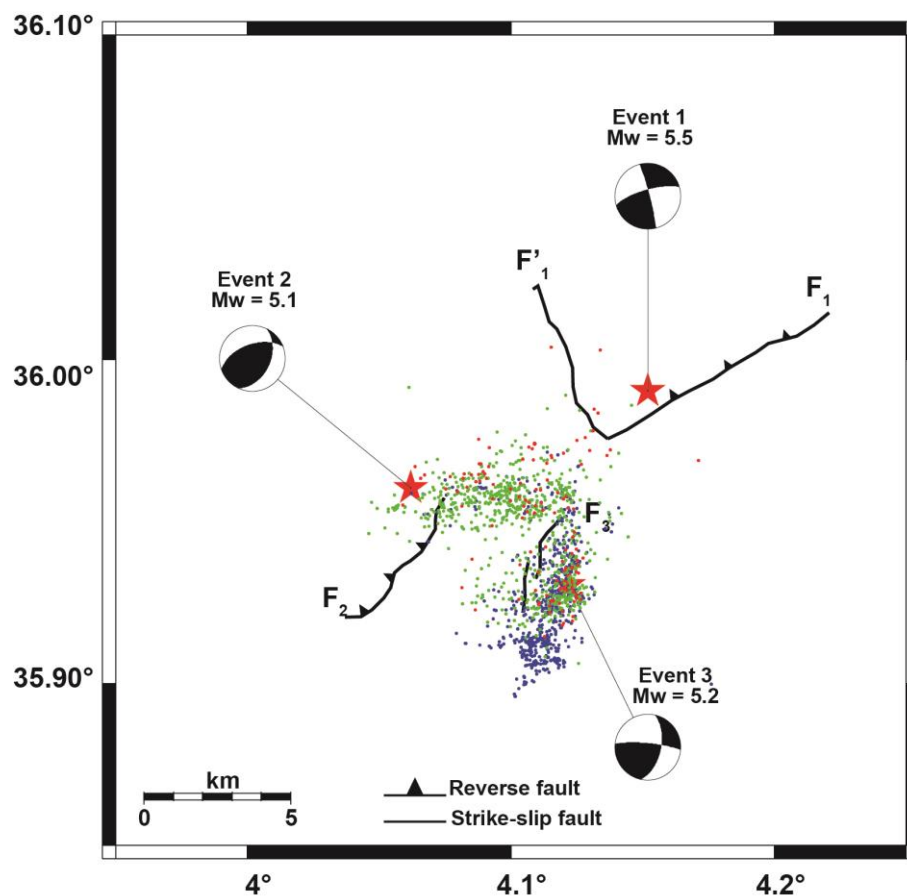 36.10°
Event 1
Mw = 5.5
F'1
F1
Event 2
Mw = 5.1
36.00°
F3
F2
35.90°
Event 3
Mw = 5.2
km
0 5
Reverse fault
Strike-slip fault
4° 4.1° 4.2°